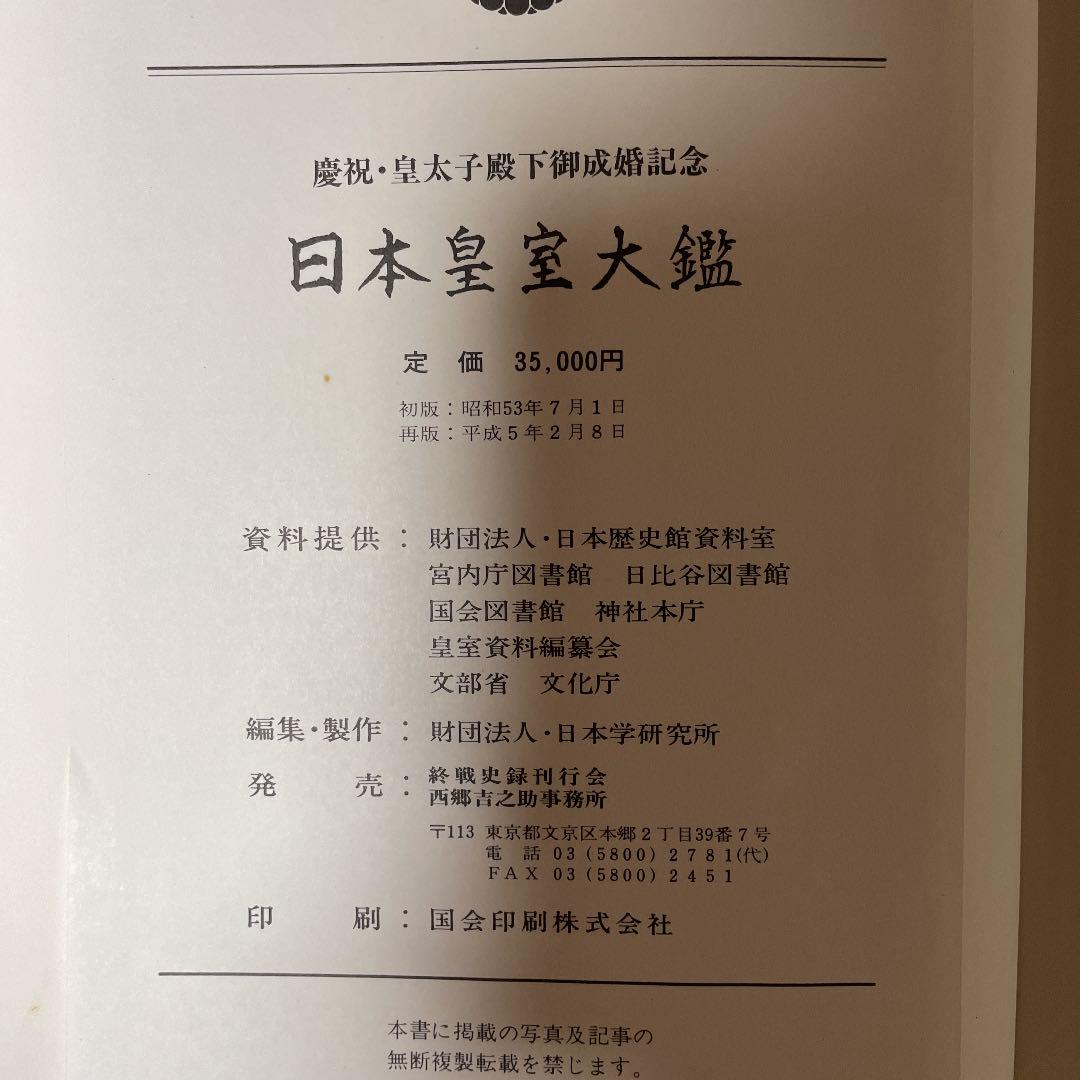 慶祝・皇太子殿下御成婚記念
日本皇室大鑑
定　価　35,000円
初版：昭和53年７月１日
再版：平成５年２月８日
資料提供：財団法人・日本歴史館資料室
宮内庁図書館　日比谷図書館
国会図書館　神社本庁
皇室資料編纂会
文部省　文化庁
編集・製作：財団法人・日本学研究所
発　　売：終戦史録刊行会
西郷吉之助事務所
〒113 東京都文京区本郷２丁目39番７号
電　話 03（5800）2781(代)
ＦＡＸ 03（5800）2451
印　　刷：国会印刷株式会社
本書に掲載の写真及記事の
無断複製転載を禁じます。